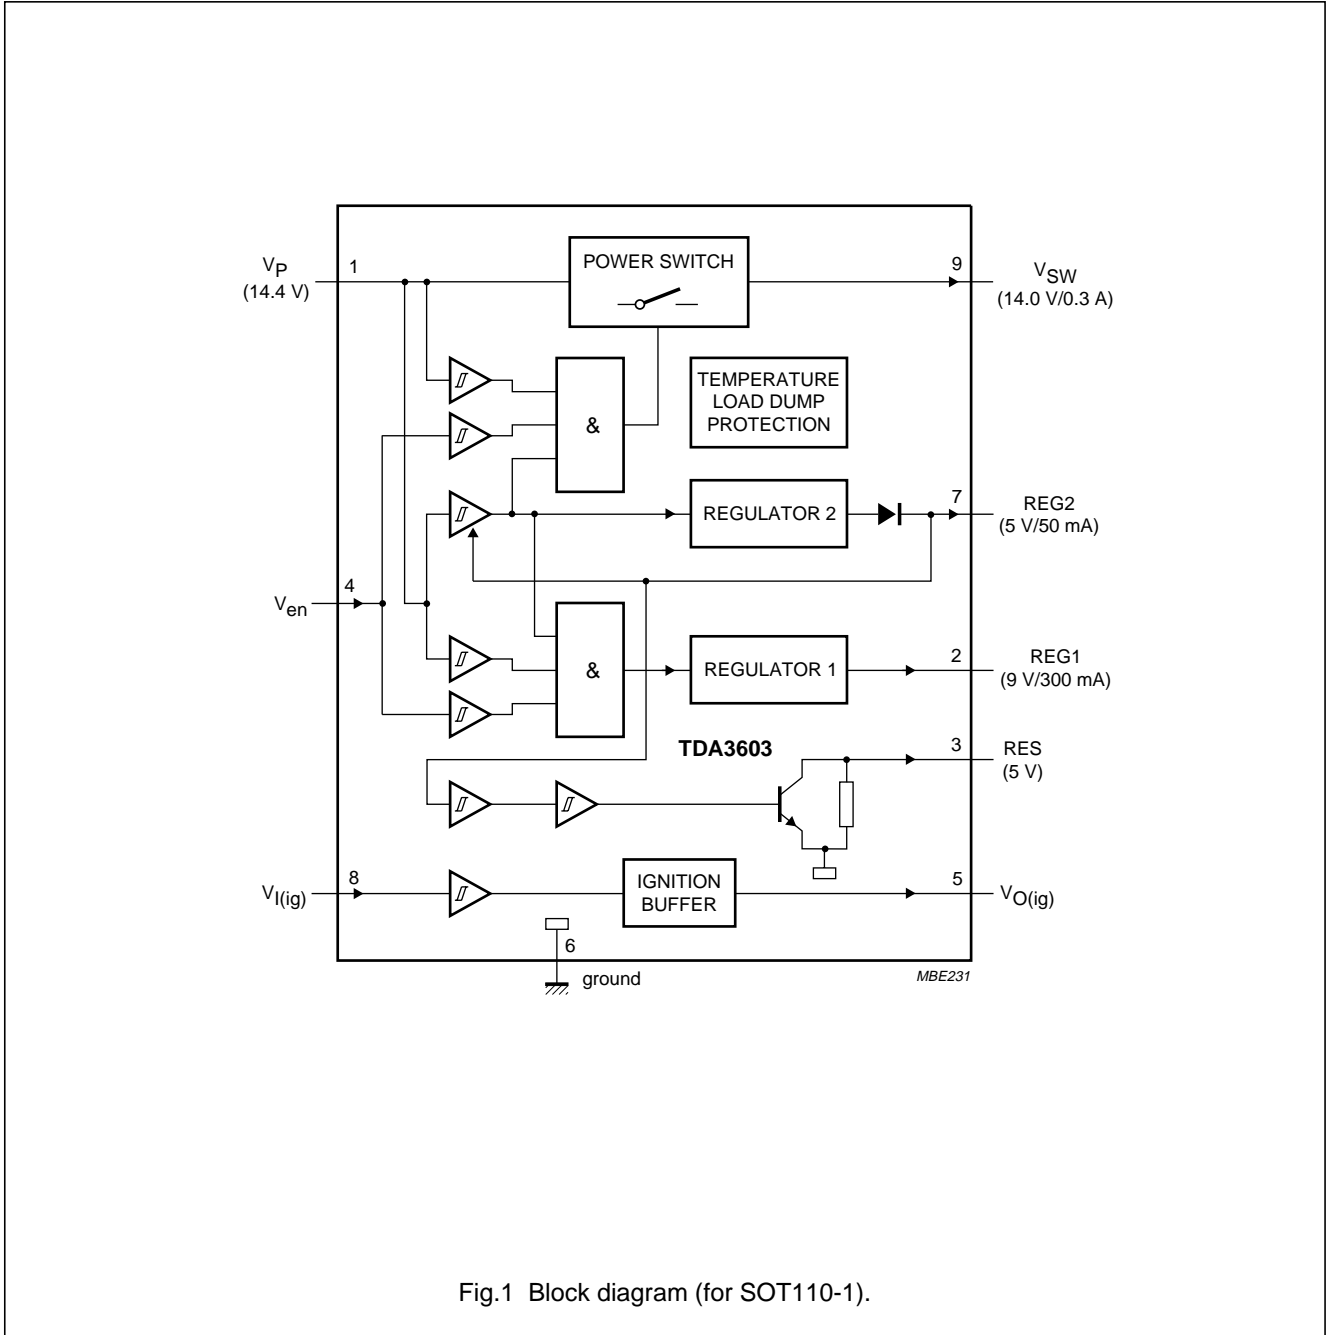 VP
(14.4 V)
1
POWER SWITCH
9
VSW
(14.0 V/0.3 A)
&
TEMPERATURE
LOAD DUMP
PROTECTION
REGULATOR 2
7
REG2
(5 V/50 mA)
Ven
4
&
REGULATOR 1
2
REG1
(9 V/300 mA)
TDA3603
3
RES
(5 V)
VI(ig)
8
IGNITION
BUFFER
5
VO(ig)
6
ground
MBE231
Fig.1 Block diagram (for SOT110-1).